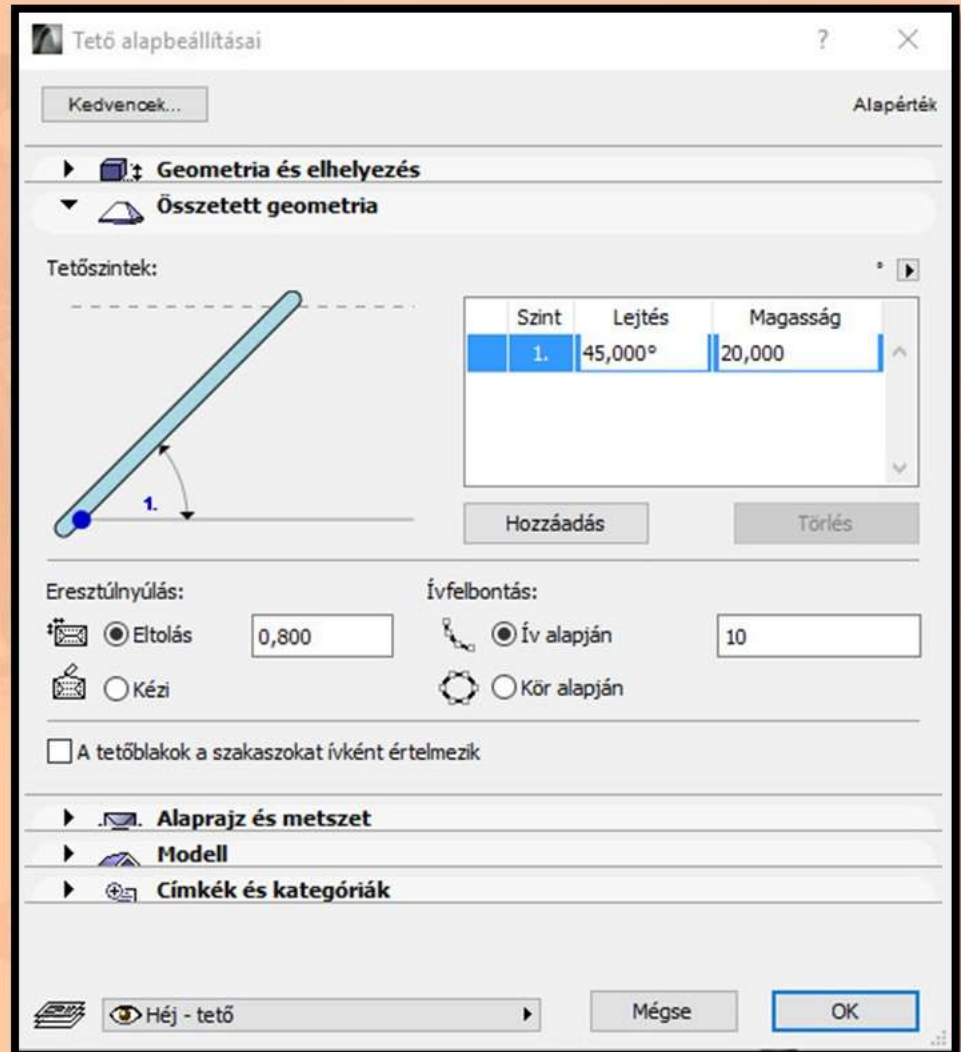 Tető alapbeállításai ?
Kedvencek... Alapérték
Geometria és elhelyezés
Összetett geometria
Tetőszintek: °
Szint Lejtés Magasság
1. 45,000° 20,000
1.
Hozzáadás Törlés
Eresztúlnyúlás: Ívfelbontás:
Eltolás 0,800 Ív alapján 10
Kézi Kör alapján
A tetőblakok a szakaszokat ívként értelmezik
Alaprajz és metszet
Modell
Címkék és kategóriák
Héj - tető Mégse OK